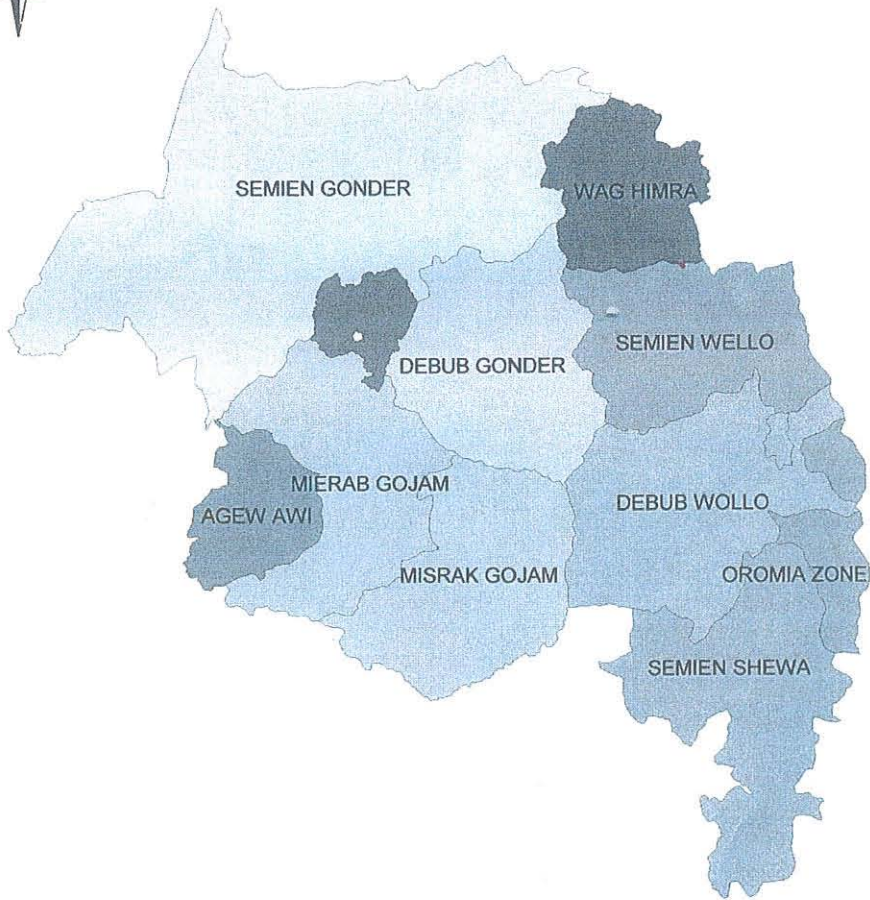 SEMIEN GONDER
WAG HIMRA
SEMIEN WELLO
DEBUB GONDER
MIERAB GOJAM
AGEW AWI
DEBUB WOLLO
MISRAK GOJAM
OROMIA ZONE
SEMIEN SHEWA